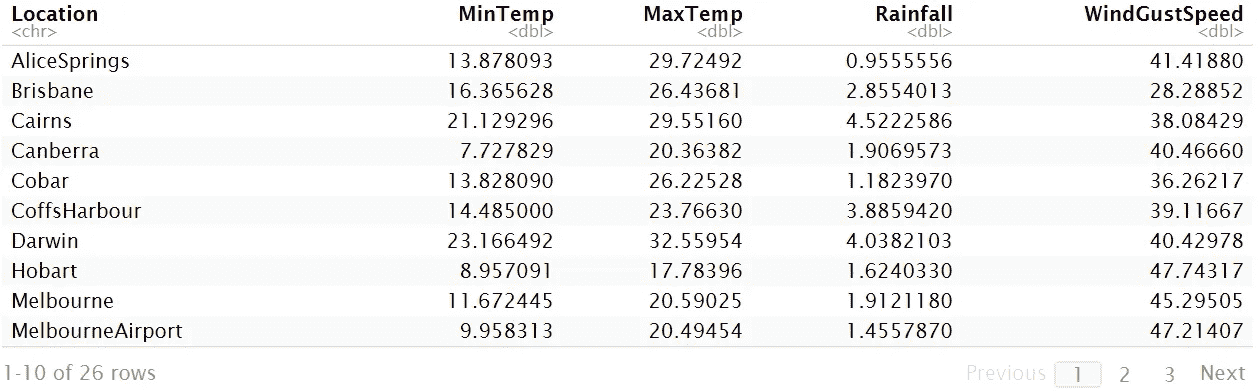 Location MinTemp MaxTemp Rainfall WindGustSpeed
<chr> <dbl> <dbl> <dbl> <dbl>
AliceSprings 13.878093 29.72492 0.9555556 41.41880
Brisbane 16.365628 26.43681 2.8554013 28.28852
Cairns 21.129296 29.55160 4.5222586 38.08429
Canberra 7.727829 20.36382 1.9069573 40.46660
Cobar 13.828090 26.22528 1.1823970 36.26217
CoffsHarbour 14.485000 23.76630 3.8859420 39.11667
Darwin 23.166492 32.55954 4.0382103 40.42978
Hobart 8.957091 17.78396 1.6240330 47.74317
Melbourne 11.672445 20.59025 1.9121180 45.29505
MelbourneAirport 9.958313 20.49454 1.4557870 47.21407
1-10 of 26 rows Previous 1 2 3 Next